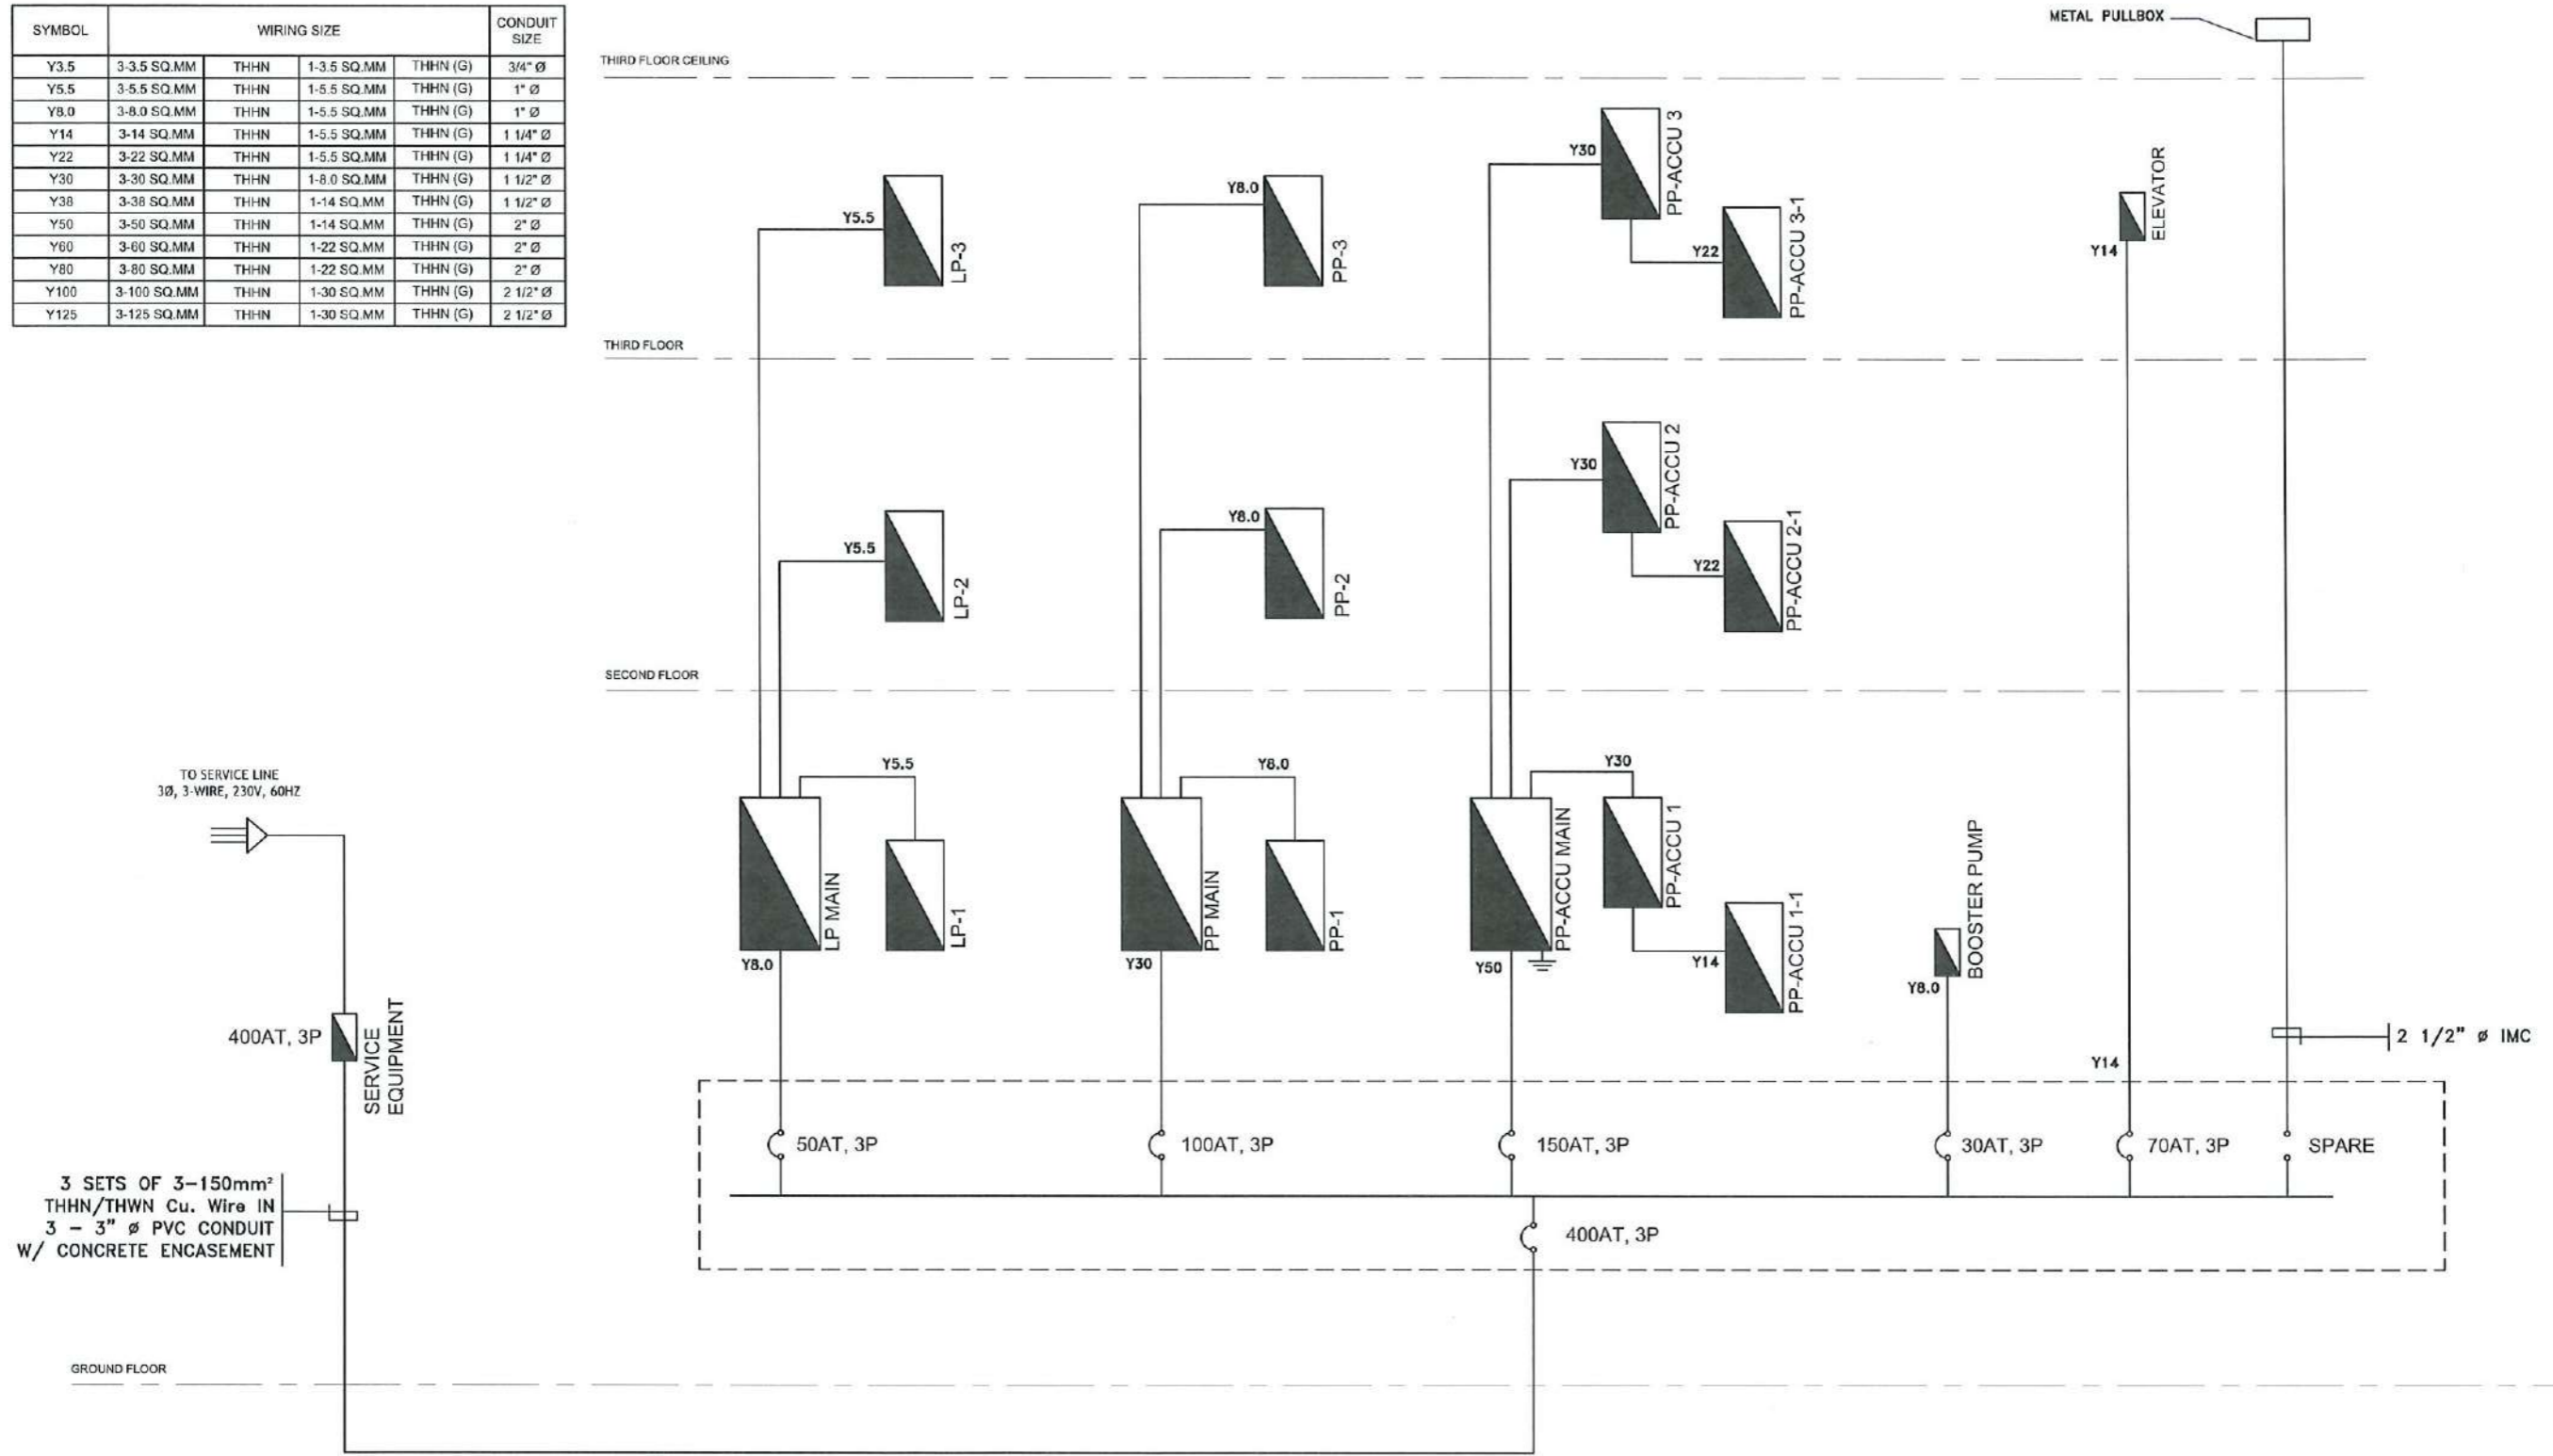 SYMBOL WIRING SIZE CONDUIT SIZE
Y3.5 3-3.5 SQ.MM THHN 1-3.5 SQ.MM THHN (G) 3/4" Ø
Y5.5 3-5.5 SQ.MM THHN 1-5.5 SQ.MM THHN (G) 1" Ø
Y8.0 3-8.0 SQ.MM THHN 1-5.5 SQ.MM THHN (G) 1" Ø
Y14 3-14 SQ.MM THHN 1-5.5 SQ.MM THHN (G) 1 1/4" Ø
Y22 3-22 SQ.MM THHN 1-5.5 SQ.MM THHN (G) 1 1/4" Ø
Y30 3-30 SQ.MM THHN 1-8.0 SQ.MM THHN (G) 1 1/2" Ø
Y38 3-38 SQ.MM THHN 1-14 SQ.MM THHN (G) 1 1/2" Ø
Y50 3-50 SQ.MM THHN 1-14 SQ.MM THHN (G) 2" Ø
Y60 3-60 SQ.MM THHN 1-22 SQ.MM THHN (G) 2" Ø
Y80 3-80 SQ.MM THHN 1-22 SQ.MM THHN (G) 2" Ø
Y100 3-100 SQ.MM THHN 1-30 SQ.MM THHN (G) 2 1/2" Ø
Y125 3-125 SQ.MM THHN 1-30 SQ.MM THHN (G) 2 1/2" Ø
METAL PULLBOX
THIRD FLOOR CEILING
Y5.5
LP-3
Y8.0
PP-3
Y30
PP-ACCU 3
Y22
PP-ACCU 3-1
Y14
ELEVATOR
THIRD FLOOR
Y5.5
LP-2
Y8.0
PP-2
Y30
PP-ACCU 2
Y22
PP-ACCU 2-1
SECOND FLOOR
TO SERVICE LINE
3Ø, 3-WIRE, 230V, 60HZ
Y5.5
LP MAIN
LP-1
Y8.0
Y8.0
PP MAIN
PP-1
Y30
Y30
PP-ACCU MAIN
PP-ACCU 1
Y50
Y14
PP-ACCU 1-1
BOOSTER PUMP
Y8.0
400AT, 3P
SERVICE
EQUIPMENT
2 1/2" ø IMC
Y14
50AT, 3P
100AT, 3P
150AT, 3P
30AT, 3P
70AT, 3P
SPARE
3 SETS OF 3-150mm²
THHN/THWN Cu. Wire IN
3 - 3" ø PVC CONDUIT
W/ CONCRETE ENCASEMENT
400AT, 3P
GROUND FLOOR